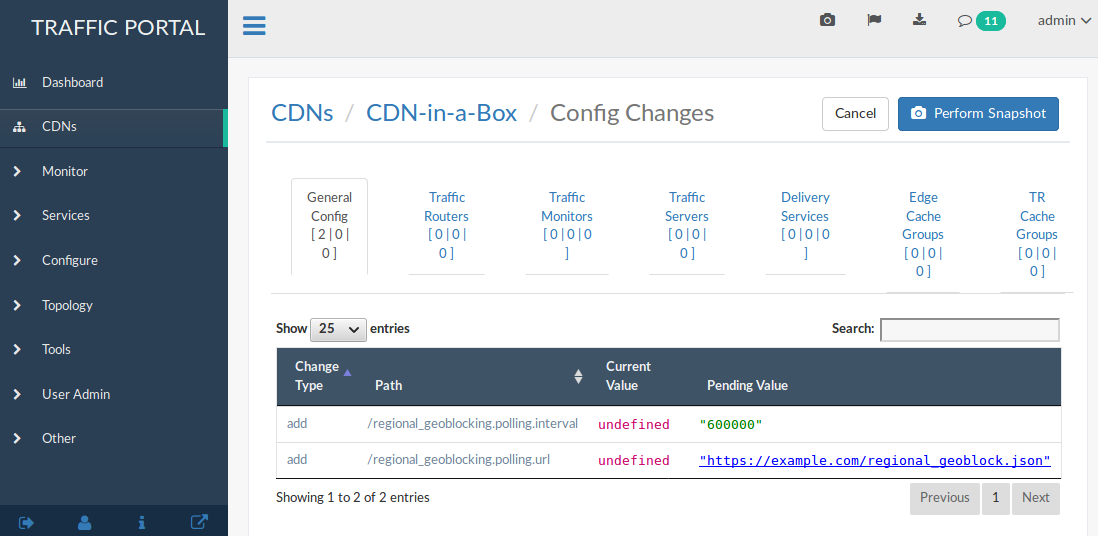 TRAFFIC PORTAL
11
admin
Dashboard
CDNs
Monitor
Services
Configure
Topology
Tools
User Admin
Other
CDNs / CDN-in-a-Box / Config Changes
Cancel
Perform Snapshot
General
Config
[ 2 | 0 |
0 ]
Traffic
Routers
[ 0 | 0 |
0 ]
Traffic
Monitors
[ 0 | 0 | 0
]
Traffic
Servers
[ 0 | 0 |
0 ]
Delivery
Services
[ 0 | 0 | 0
]
Edge
Cache
Groups
[ 0 | 0 |
0 ]
TR
Cache
Groups
[ 0 | 0 |
0 ]
Show 25 entries
Search:
Change
Type
Path
Current
Value
Pending Value
add /regional_geoblocking.polling.interval undefined "600000"
add /regional_geoblocking.polling.url undefined "https://example.com/regional_geoblock.json"
Showing 1 to 2 of 2 entries
Previous 1 Next